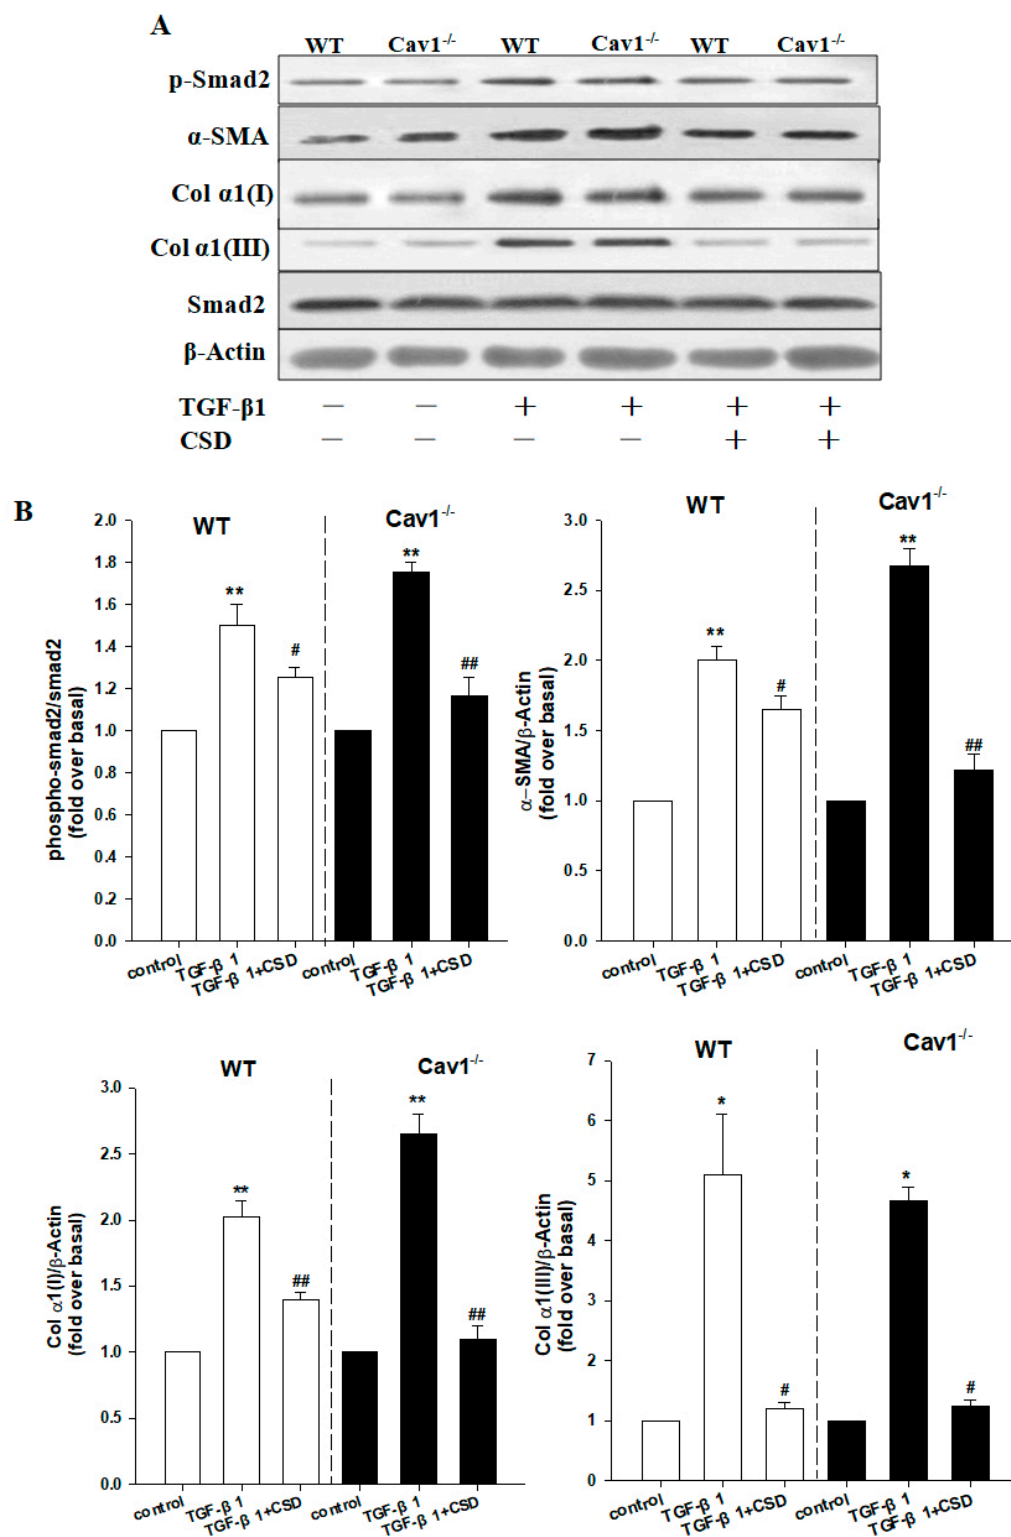 A
WT Cav1-/- WT Cav1-/- WT Cav1-/-
p-Smad2
α-SMA
Col α1(I)
Col α1(III)
Smad2
β-Actin
TGF-β1 — — + + + +
CSD — — — — + +
B
WT Cav1-/-
phospho-smad2/smad2
(fold over basal)
2.0
1.8
1.6
1.4
1.2
1.0
0.8
0.6
0.4
0.2
0.0
** # ** ##
control TGF-β 1 TGF-β 1+CSD control TGF-β 1 TGF-β 1+CSD
WT Cav1-/-
α−SMA/β-Actin
(fold over basal)
3.0
2.5
2.0
1.5
1.0
0.5
0.0
** # ** ##
control TGF-β 1 TGF-β 1+CSD control TGF-β 1 TGF-β 1+CSD
WT Cav1-/-
Col α1(I)/β-Actin
(fold over basal)
3.0
2.5
2.0
1.5
1.0
0.5
0.0
** ## ** ##
control TGF-β 1 TGF-β 1+CSD control TGF-β 1 TGF-β 1+CSD
WT Cav1-/-
Col α1(III)/β-Actin
(fold over basal)
7
6
5
4
3
2
1
0
* # * #
control TGF-β 1 TGF-β 1+CSD control TGF-β 1 TGF-β 1+CSD